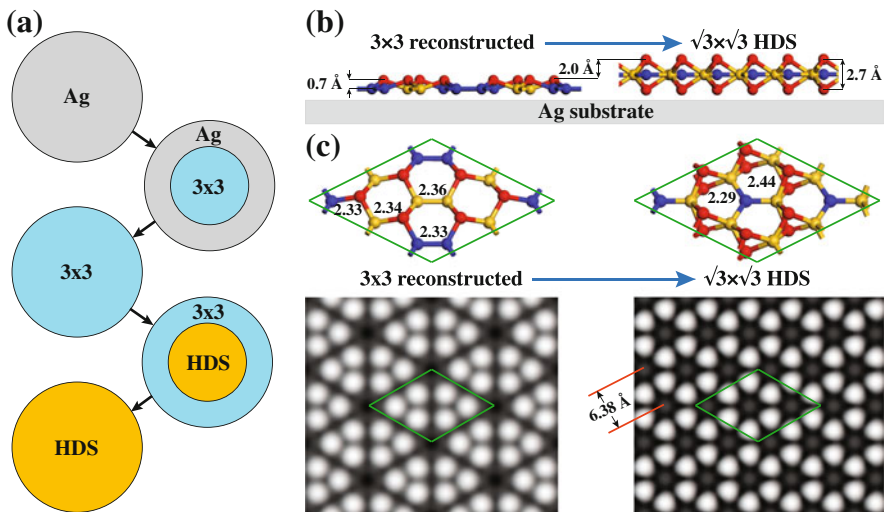 (a)
Ag
Ag
3x3
3x3
3x3
HDS
HDS
(b)
3×3 reconstructed
√3×√3 HDS
0.7 Å
2.0 Å
2.7 Å
Ag substrate
(c)
2.36
2.33
2.34
2.33
2.44
2.29
3x3 reconstructed
√3×√3 HDS
6.38 Å